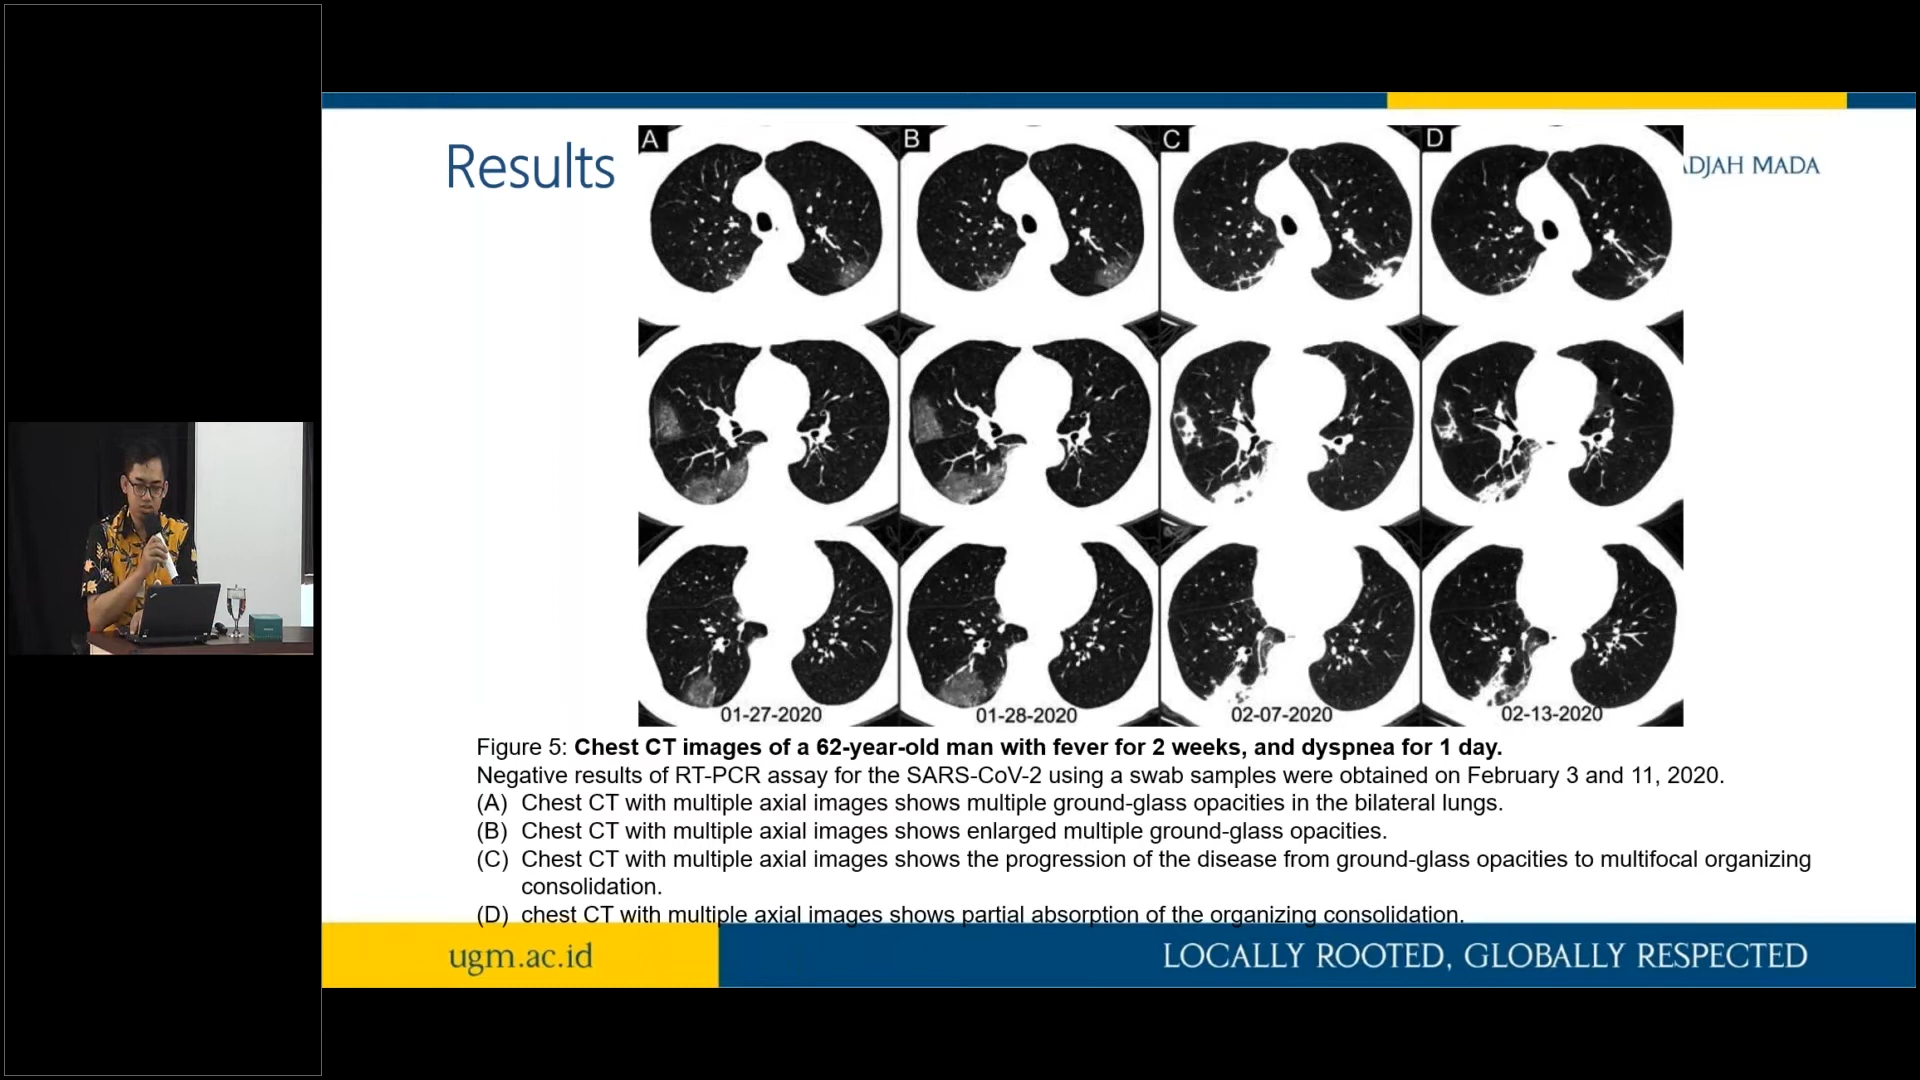 Results
A
B
C
D
ADJAH MADA
01-27-2020
01-28-2020
02-07-2020
02-13-2020
Figure 5: Chest CT images of a 62-year-old man with fever for 2 weeks, and dyspnea for 1 day.
Negative results of RT-PCR assay for the SARS-CoV-2 using a swab samples were obtained on February 3 and 11, 2020.
(A) Chest CT with multiple axial images shows multiple ground-glass opacities in the bilateral lungs.
(B) Chest CT with multiple axial images shows enlarged multiple ground-glass opacities.
(C) Chest CT with multiple axial images shows the progression of the disease from ground-glass opacities to multifocal organizing
consolidation.
(D) chest CT with multiple axial images shows partial absorption of the organizing consolidation.
ugm.ac.id
LOCALLY ROOTED, GLOBALLY RESPECTED